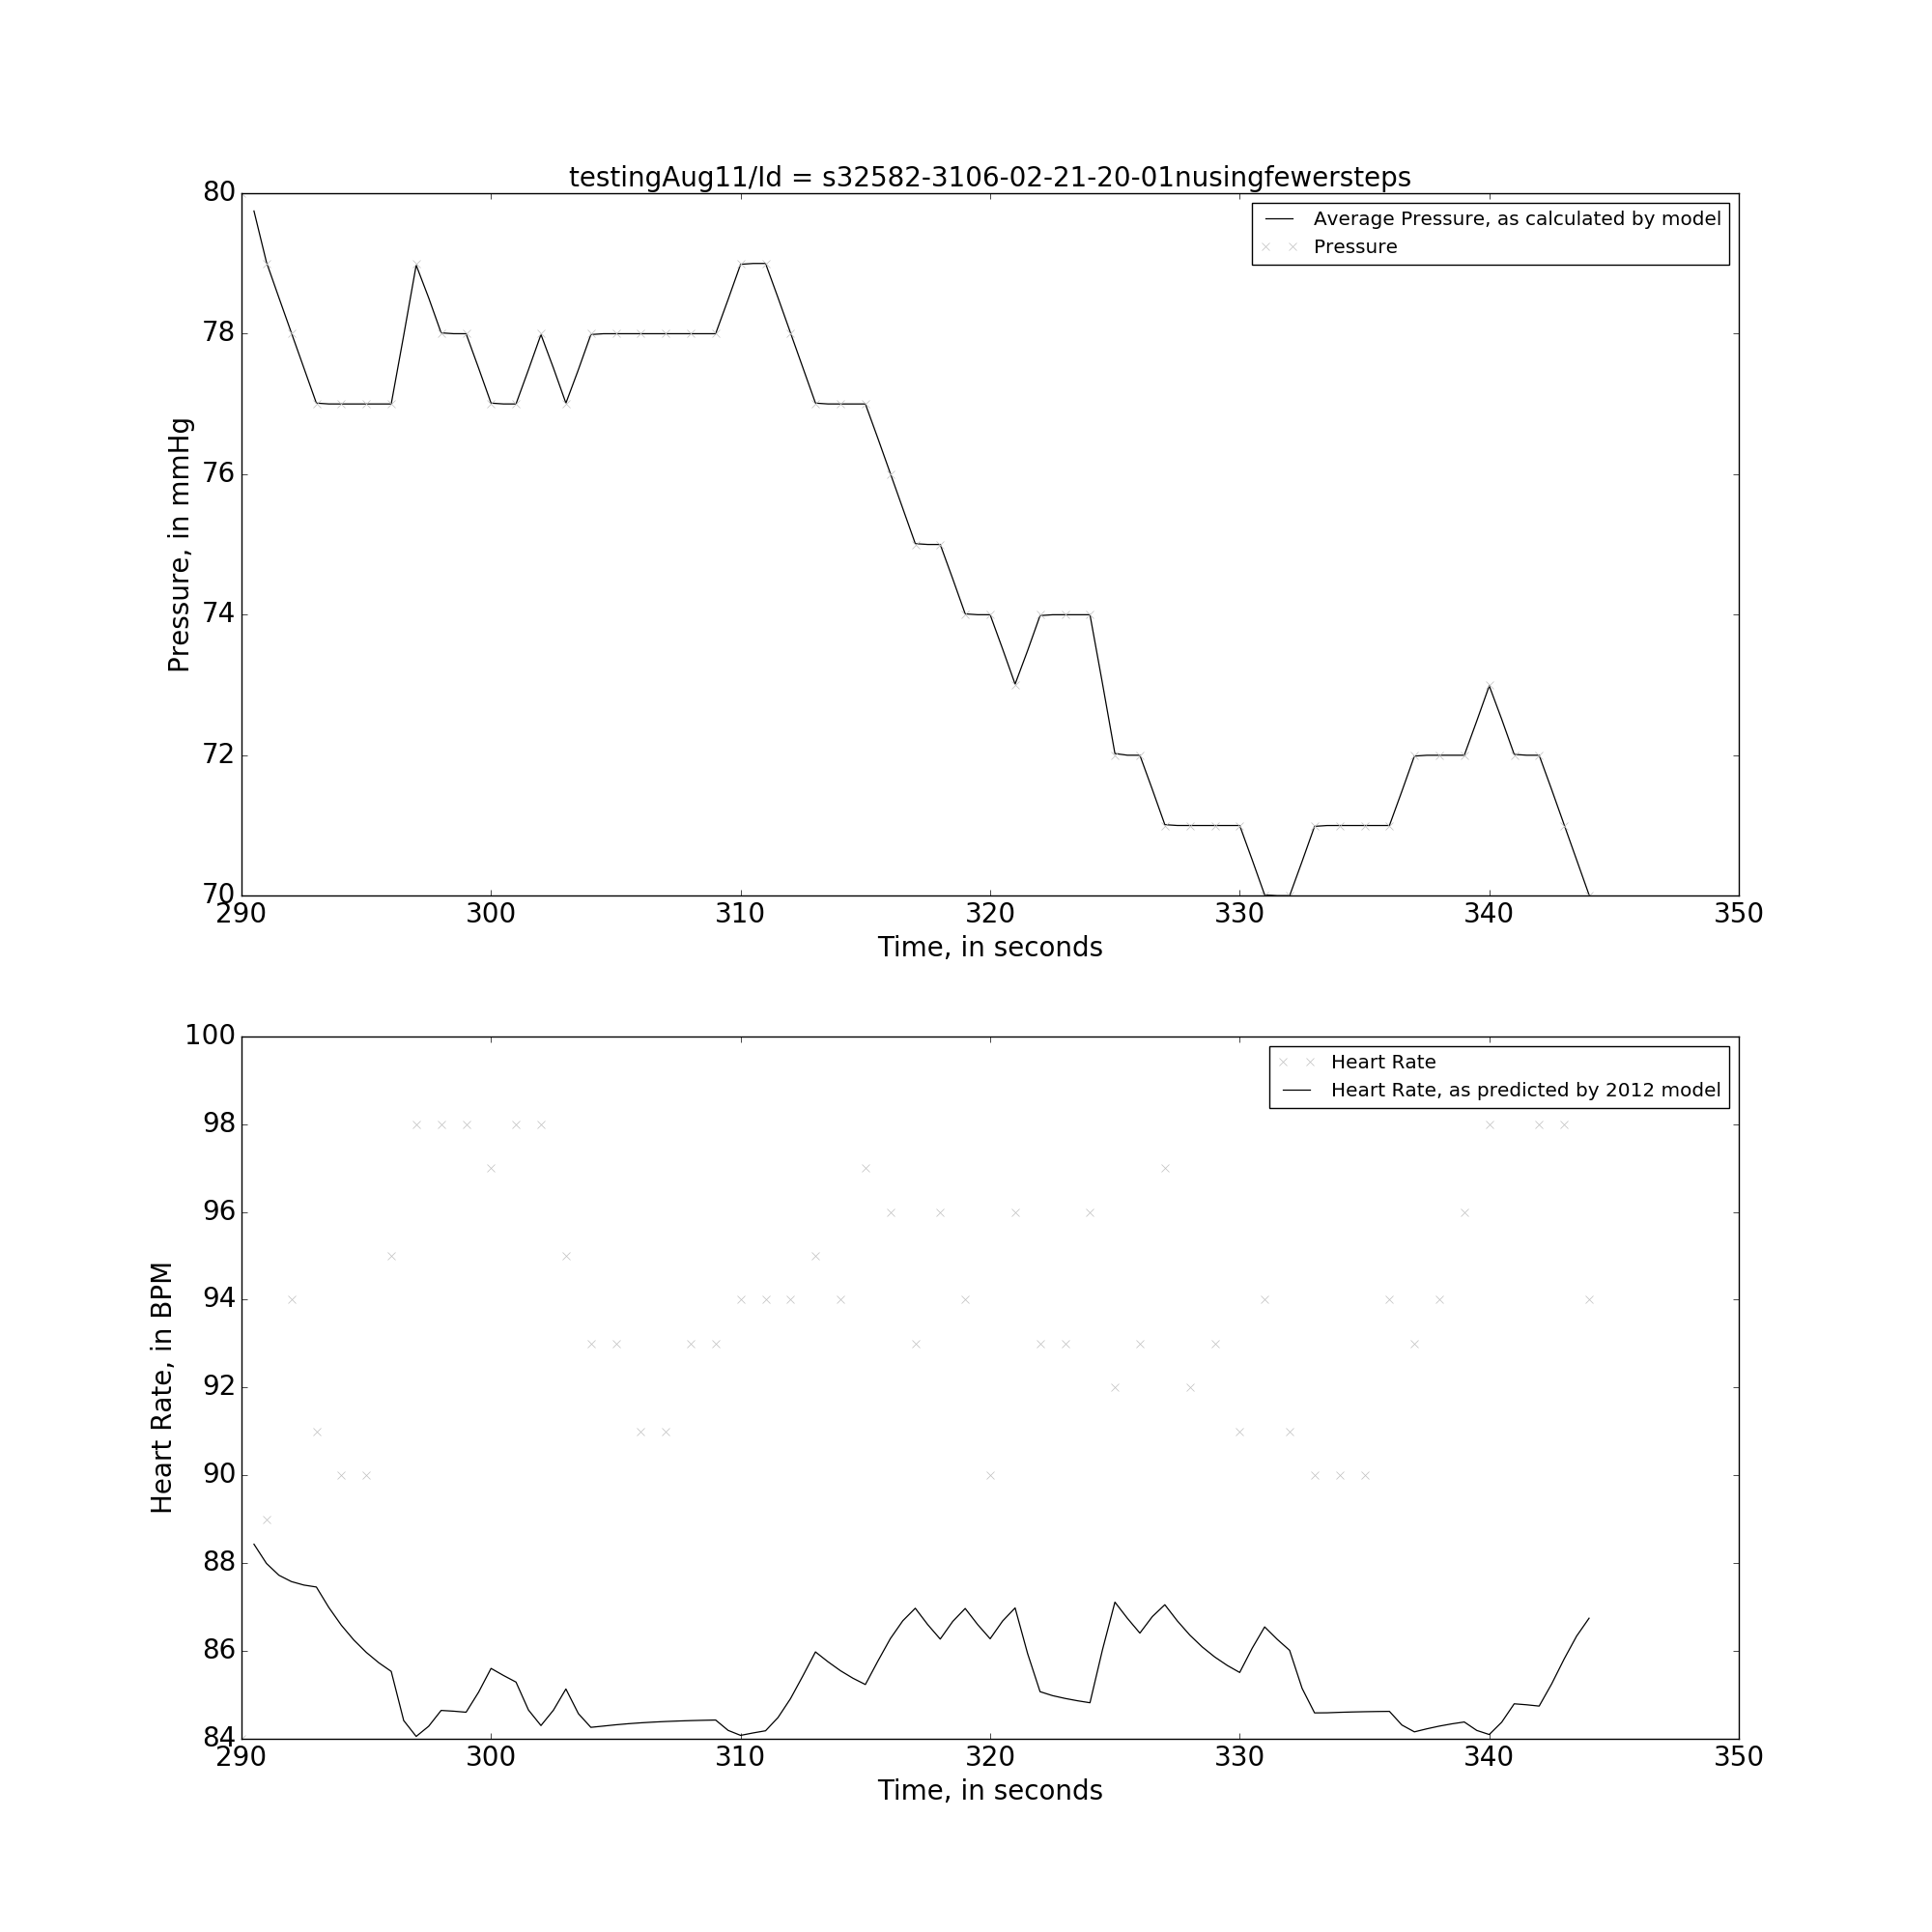 testingAug11/Id = s32582-3106-02-21-20-01nusingfewersteps
Average Pressure, as calculated by model
Pressure
80
78
76
74
72
70
Pressure, in mmHg
290 300 310 320 330 340 350
Time, in seconds
Heart Rate
Heart Rate, as predicted by 2012 model
100
98
96
94
92
90
88
86
84
Heart Rate, in BPM
290 300 310 320 330 340 350
Time, in seconds